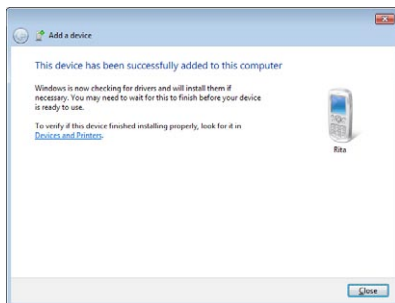 Add a device
This device has been successfully added to this computer
Windows is now checking for drivers and will install them if
necessary. You may need to wait for this to finish before your device
is ready to use.
To verify if this device finished installing properly, look for it in
Devices and Printers.
Rita
Close